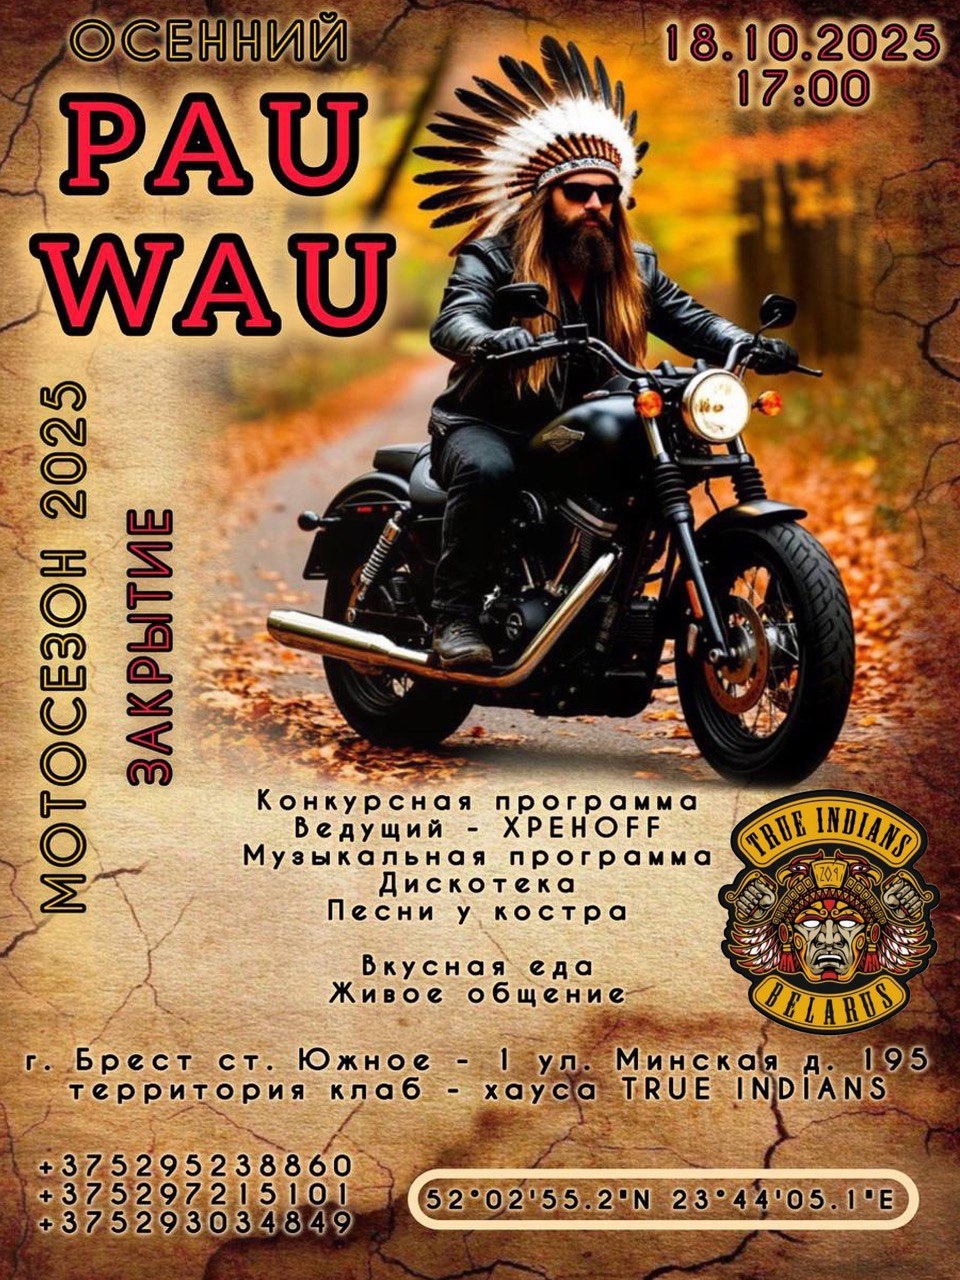 ОСЕННИЙ
PAU
WAU
18.10.2025
17:00
МОТОСЕЗОН 2025
ЗАКРЫТИЕ
Конкурсная программа
Ведущий - ХРЕНОFF
Музыкальная программа
Дискотека
Песни у костра
Вкусная еда
Живое общение
TRUE INDIANS
BELARUS
г. Брест ст. Южное - 1 ул. Минская д. 195
территория клаб - хауса TRUE INDIANS
+375295238860
+375297215101
+375293034849
52°02'55.2"N 23°44'05.1"E